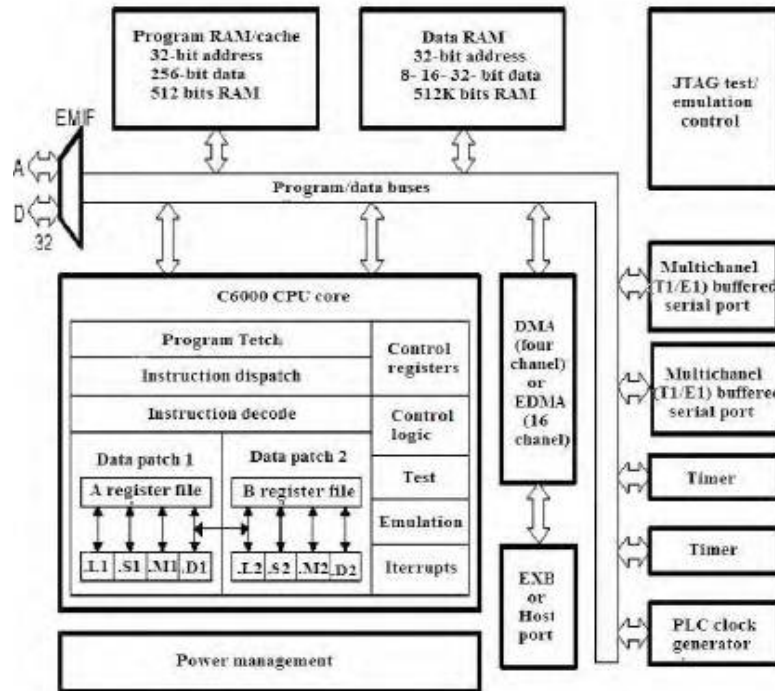 Program RAM/cache
32-bit address
256-bit data
512 bits RAM
Data RAM
32-bit address
8- 16- 32- bit data
512K bits RAM
JTAG test/
emulation
control
EMIF
A
D
32
Program/data buses
C6000 CPU core
Program Tetch
Instruction dispatch
Instruction decode
Data patch 1
A register file
.L1 .S1 .M1 .D1
Data patch 2
B register file
.L2 .S2 .M2 .D2
Control
registers
Control
logic
Test
Emulation
Iterrupts
DMA
(four
chanel)
or
EDMA
(16
chanel)
EXB
or
Host
port
Multichanel
(T1/E1) buffered
serial port
Multichanel
(T1/E1) buffered
serial port
Timer
Timer
PLC clock
generator
Power management